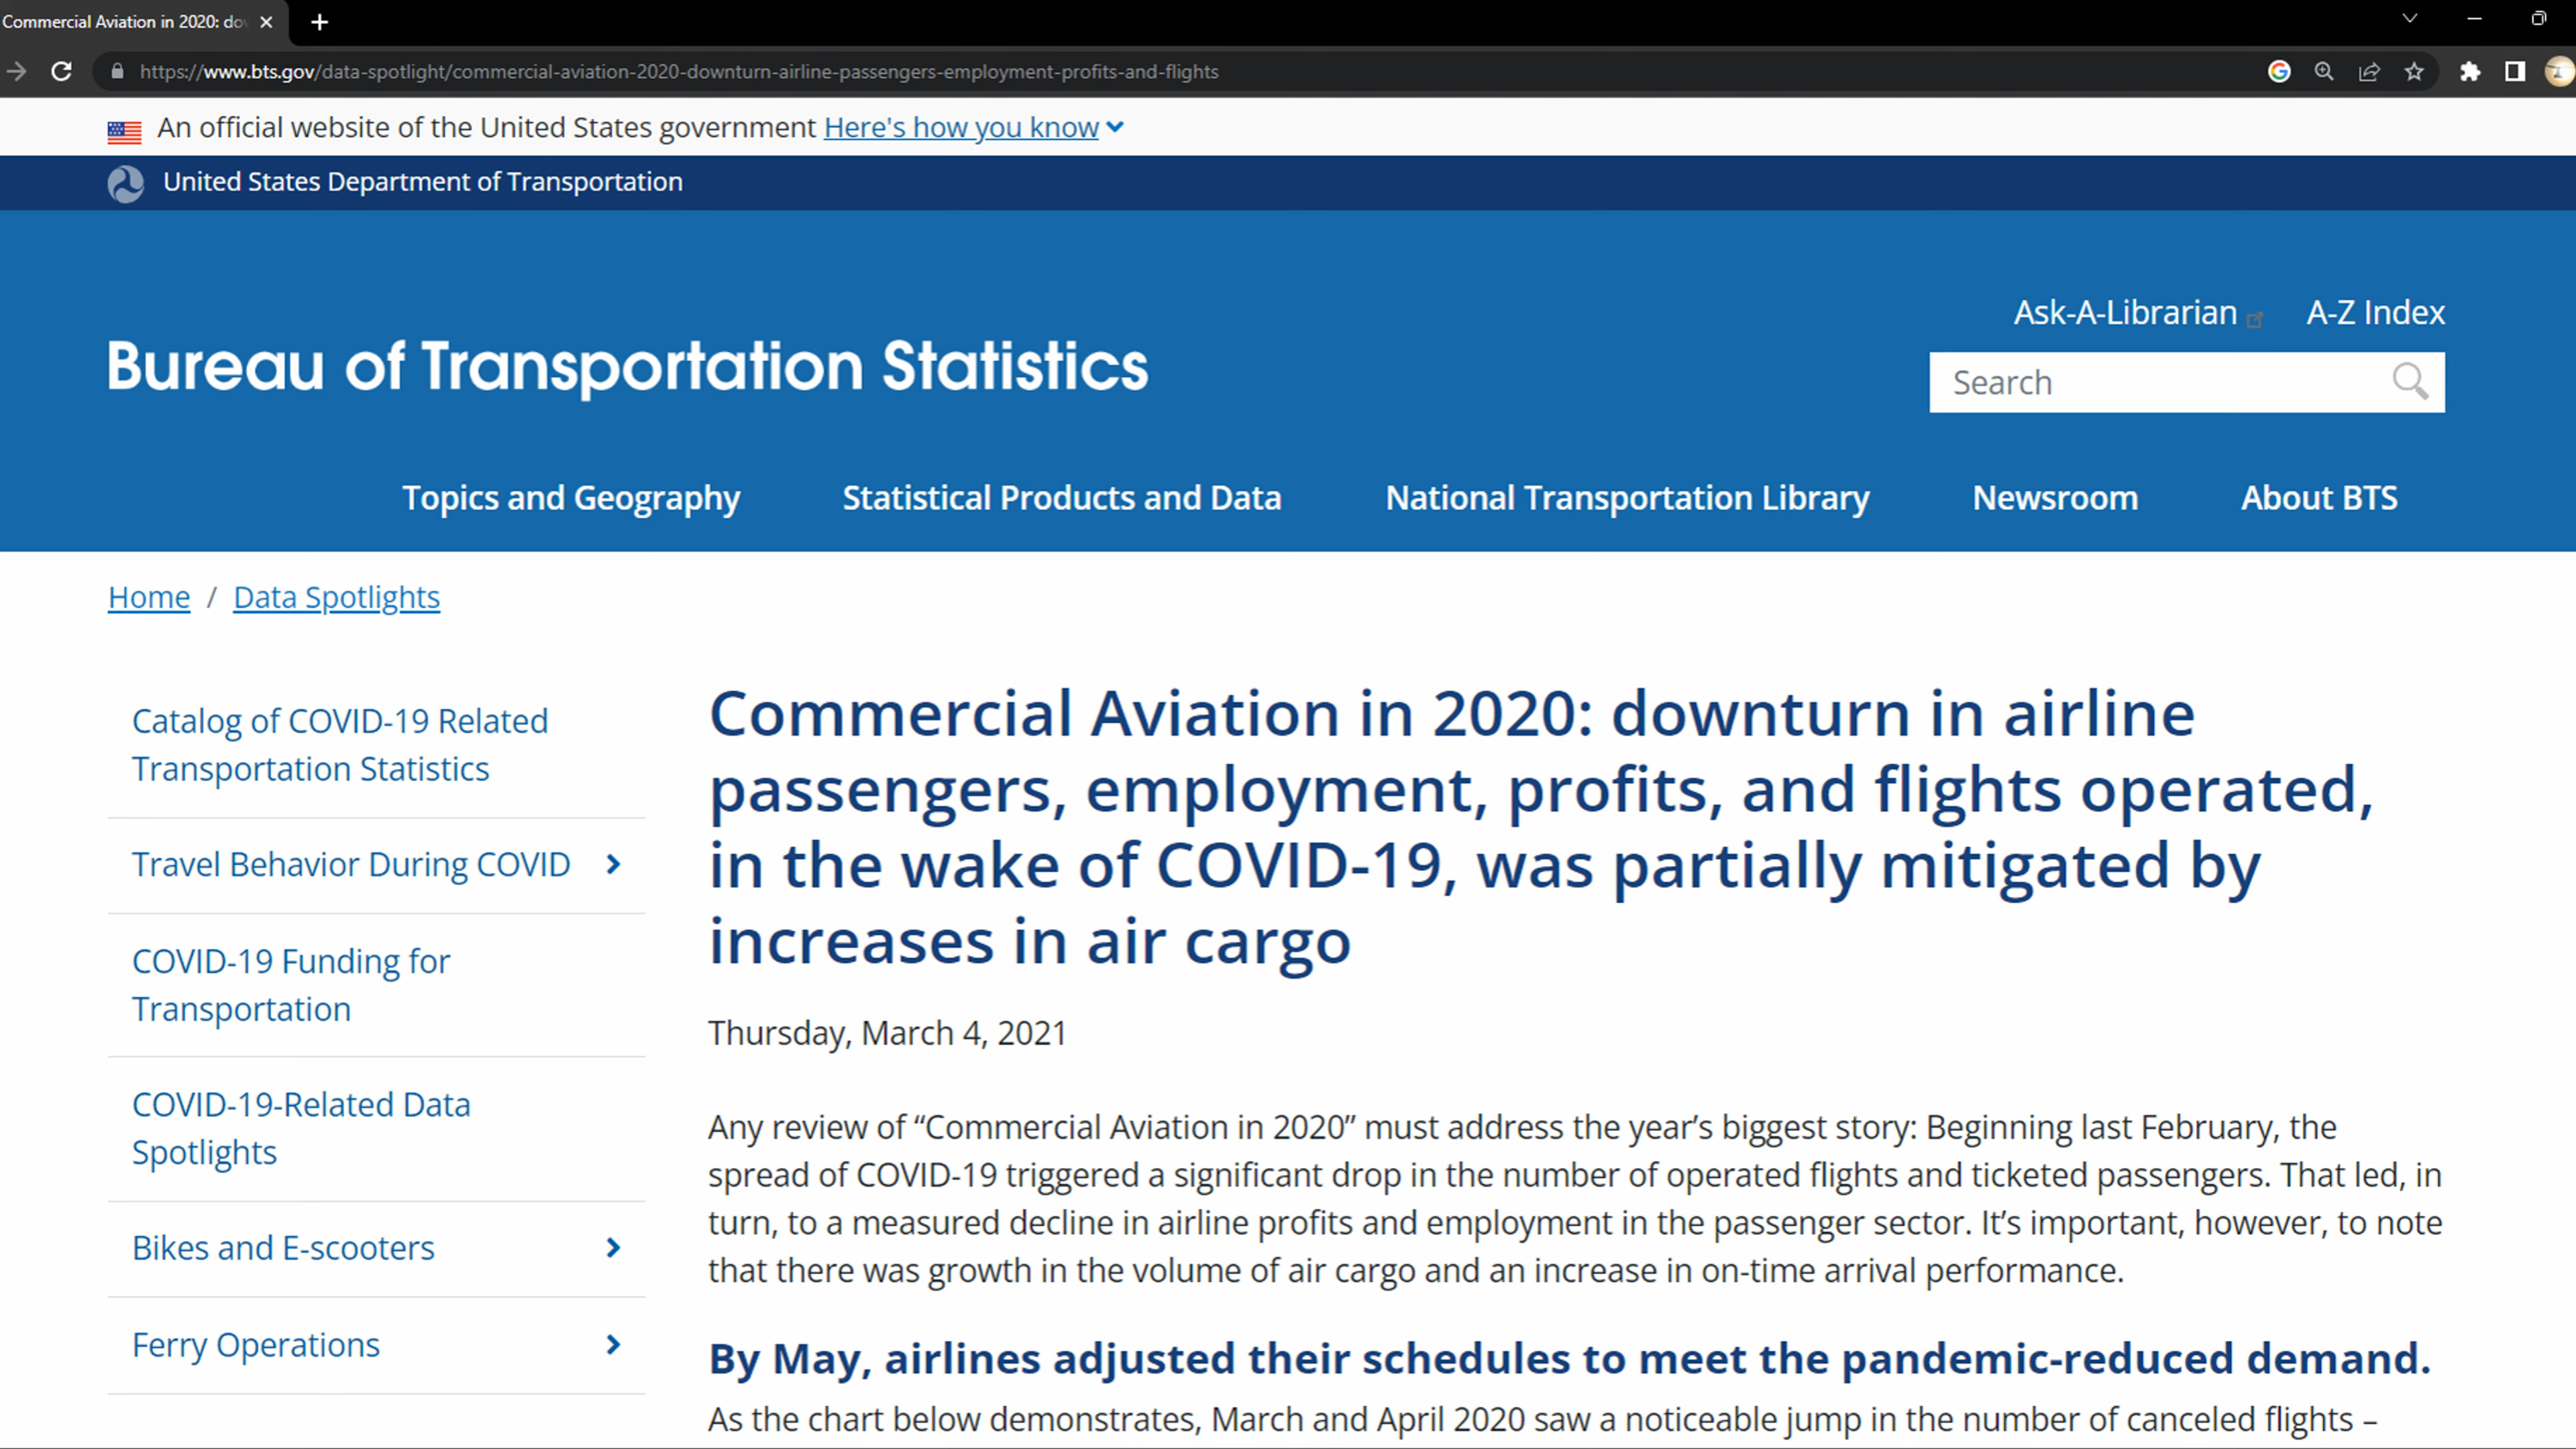 Commercial Aviation in 2020: do
https://www.bts.gov/data-spotlight/commercial-aviation-2020-downturn-airline-passengers-employment-profits-and-flights
An official website of the United States government Here's how you know
United States Department of Transportation
Ask-A-Librarian A-Z Index
Bureau of Transportation Statistics
Search
Topics and Geography Statistical Products and Data National Transportation Library Newsroom About BTS
Home / Data Spotlights
Catalog of COVID-19 Related
Transportation Statistics
Travel Behavior During COVID
COVID-19 Funding for
Transportation
COVID-19-Related Data
Spotlights
Bikes and E-scooters
Ferry Operations
Commercial Aviation in 2020: downturn in airline
passengers, employment, profits, and flights operated,
in the wake of COVID-19, was partially mitigated by
increases in air cargo
Thursday, March 4, 2021
Any review of “Commercial Aviation in 2020” must address the year’s biggest story: Beginning last February, the
spread of COVID-19 triggered a significant drop in the number of operated flights and ticketed passengers. That led, in
turn, to a measured decline in airline profits and employment in the passenger sector. It’s important, however, to note
that there was growth in the volume of air cargo and an increase in on-time arrival performance.
By May, airlines adjusted their schedules to meet the pandemic-reduced demand.
As the chart below demonstrates, March and April 2020 saw a noticeable jump in the number of canceled flights –